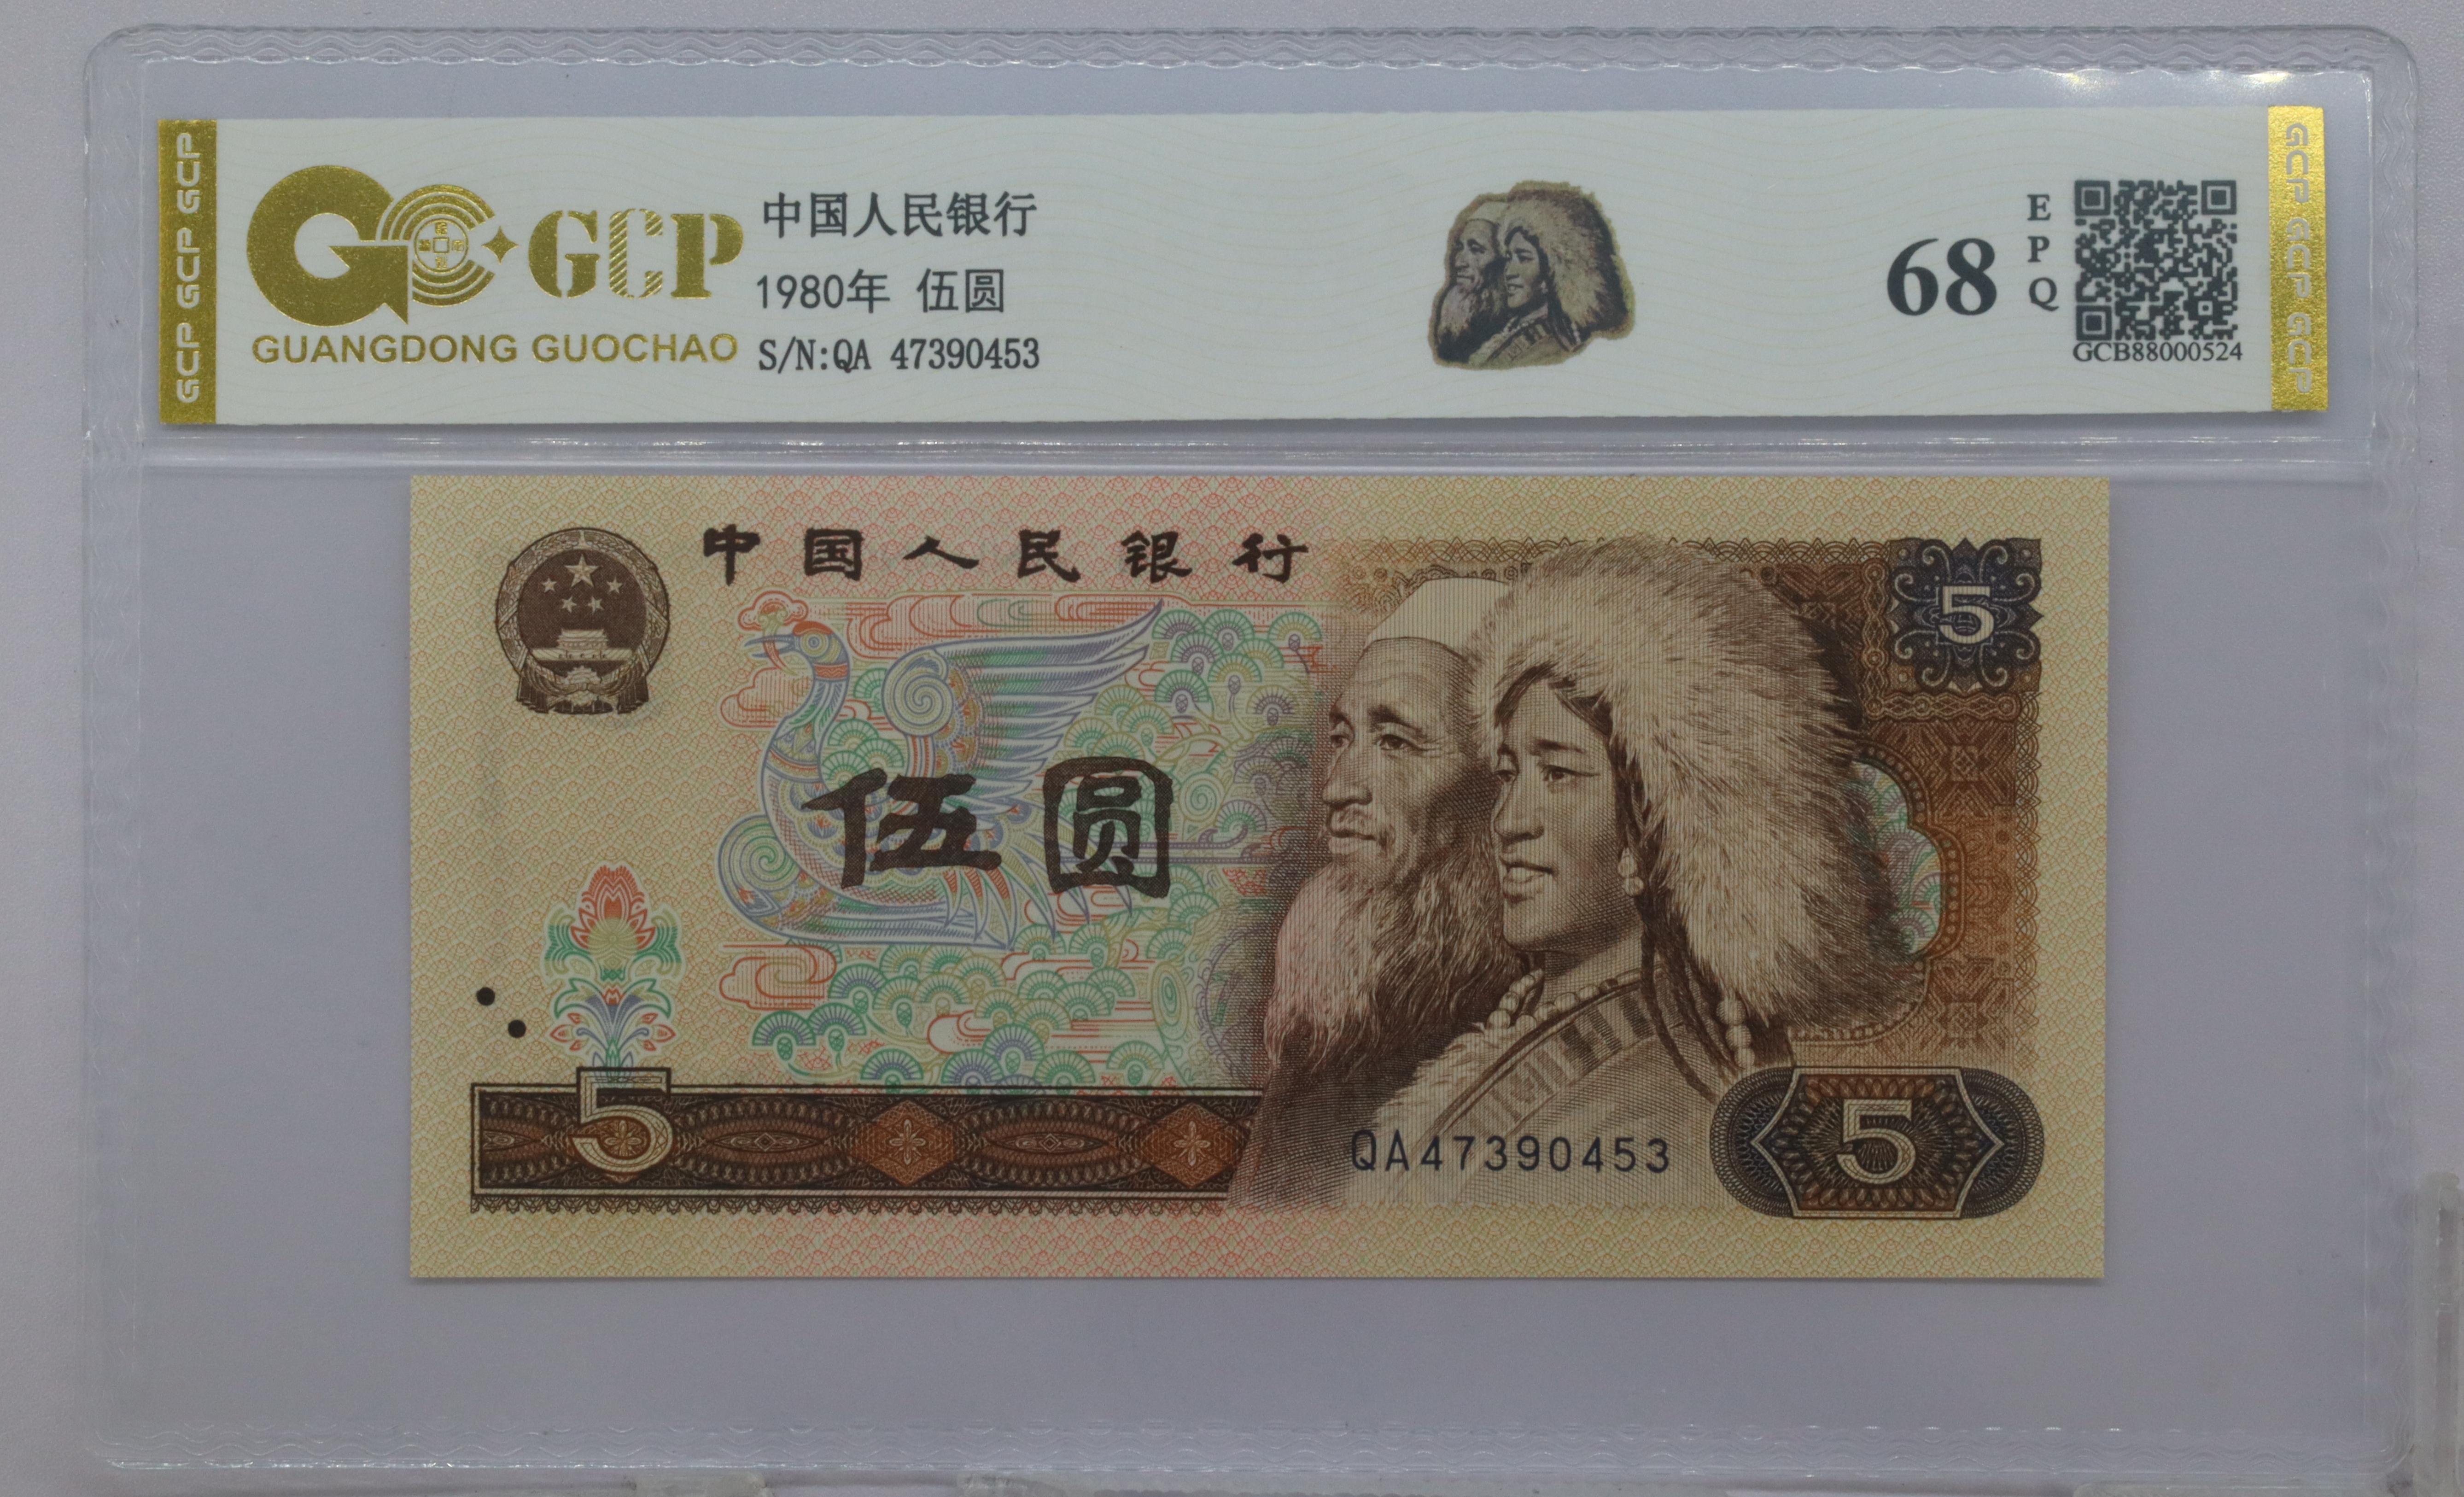 GCP GCP GCP
GCP
GUANGDONG GUOCHAO
中国人民银行
1980年 伍圆
S/N:QA 47390453
68
E
P
Q
GCB88000524
GCP GCP GCP GCP
中国人民银行
5
伍圆
5
QA47390453
5